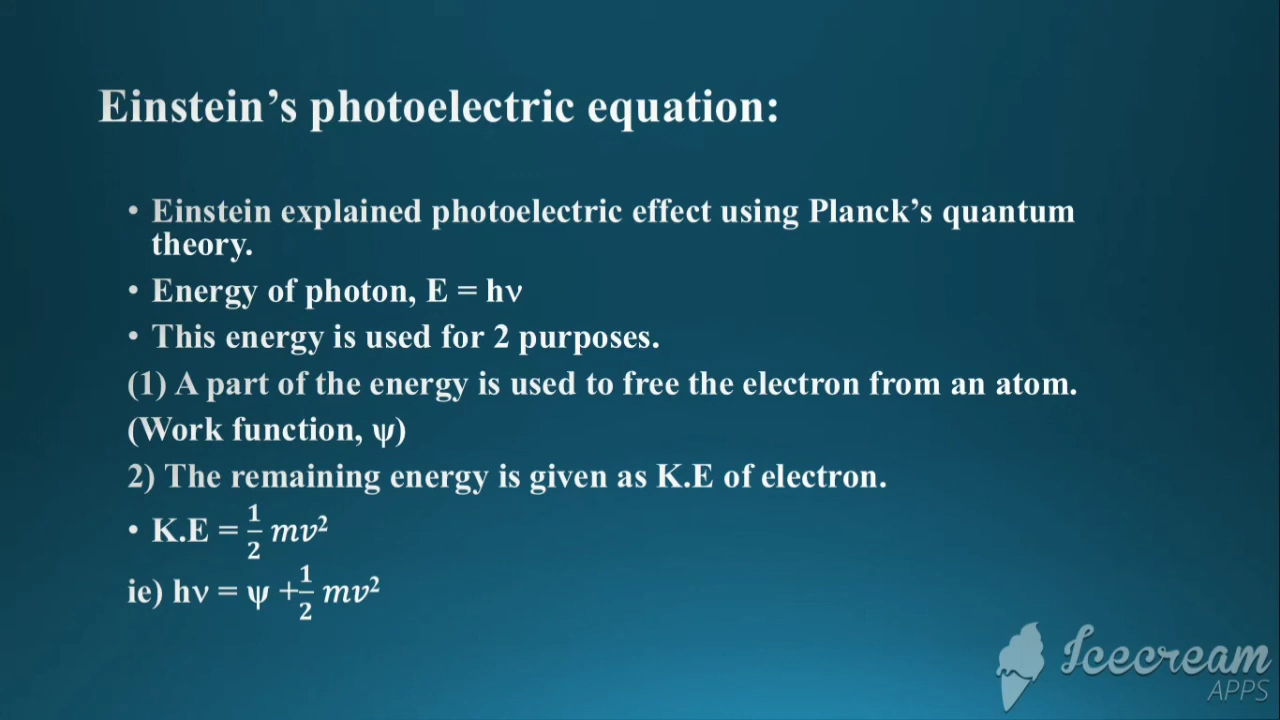 Einstein’s photoelectric equation:
• Einstein explained photoelectric effect using Planck’s quantum
theory.
• Energy of photon, E = hν
• This energy is used for 2 purposes.
(1) A part of the energy is used to free the electron from an atom.
(Work function, ψ)
2) The remaining energy is given as K.E of electron.
• K.E = 1/2 mv²
ie) hν = ψ + 1/2 mv²
Icecream
APPS